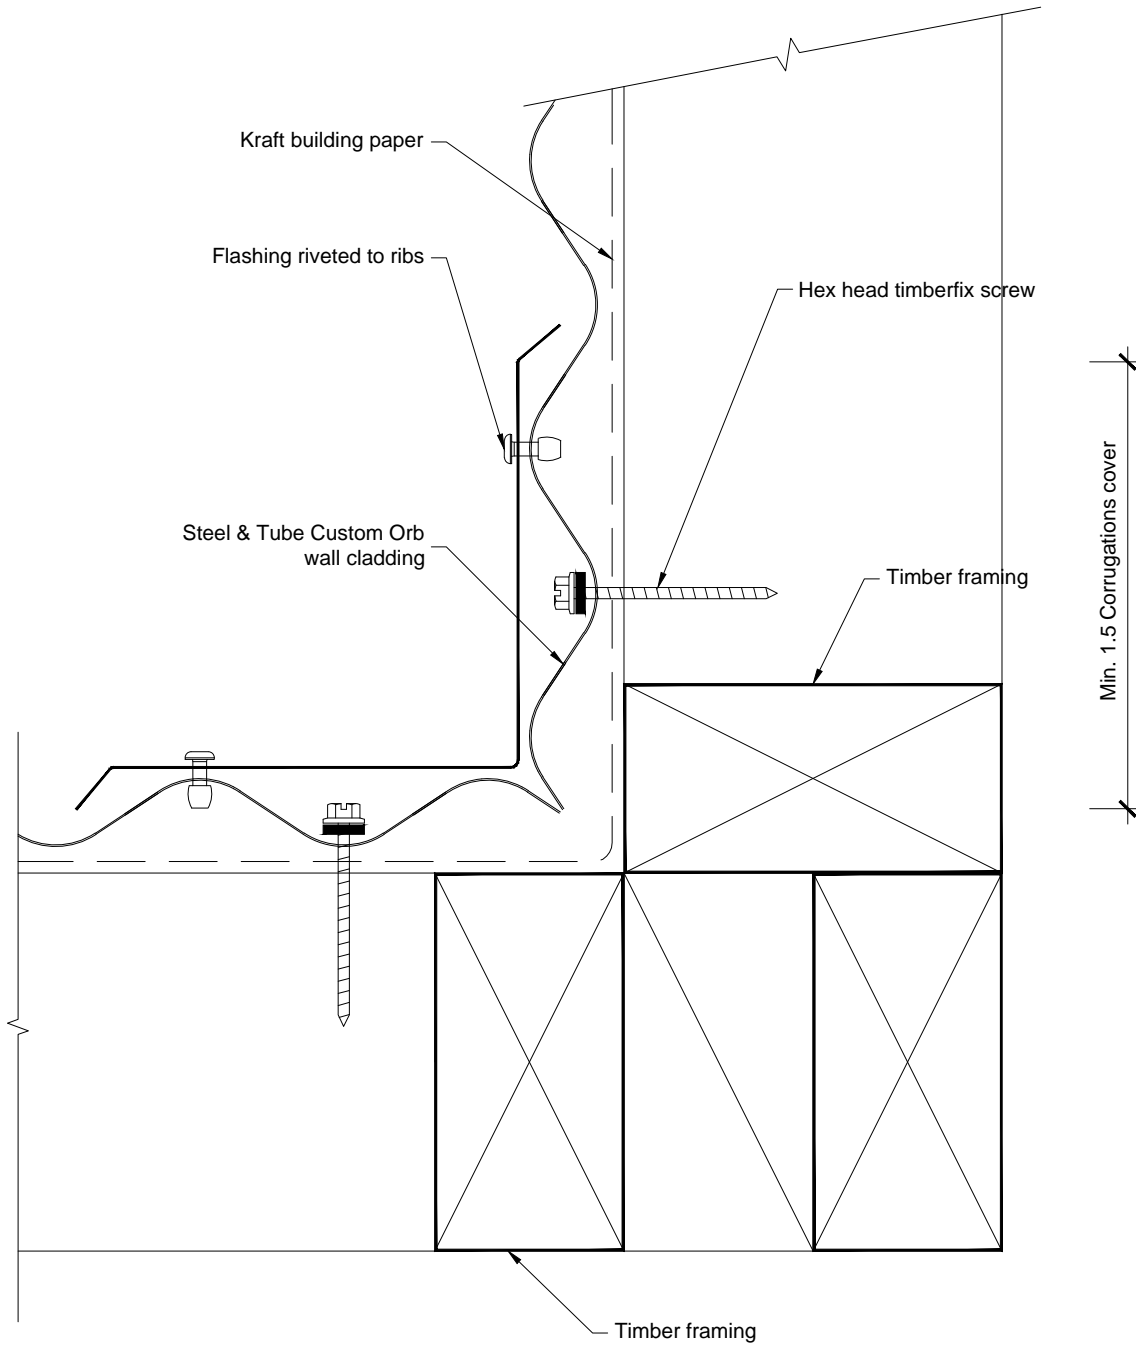 Kraft building paper
Flashing riveted to ribs
Hex head timberfix screw
Steel & Tube Custom Orb
wall cladding
Timber framing
Min. 1.5 Corrugations cover
Timber framing